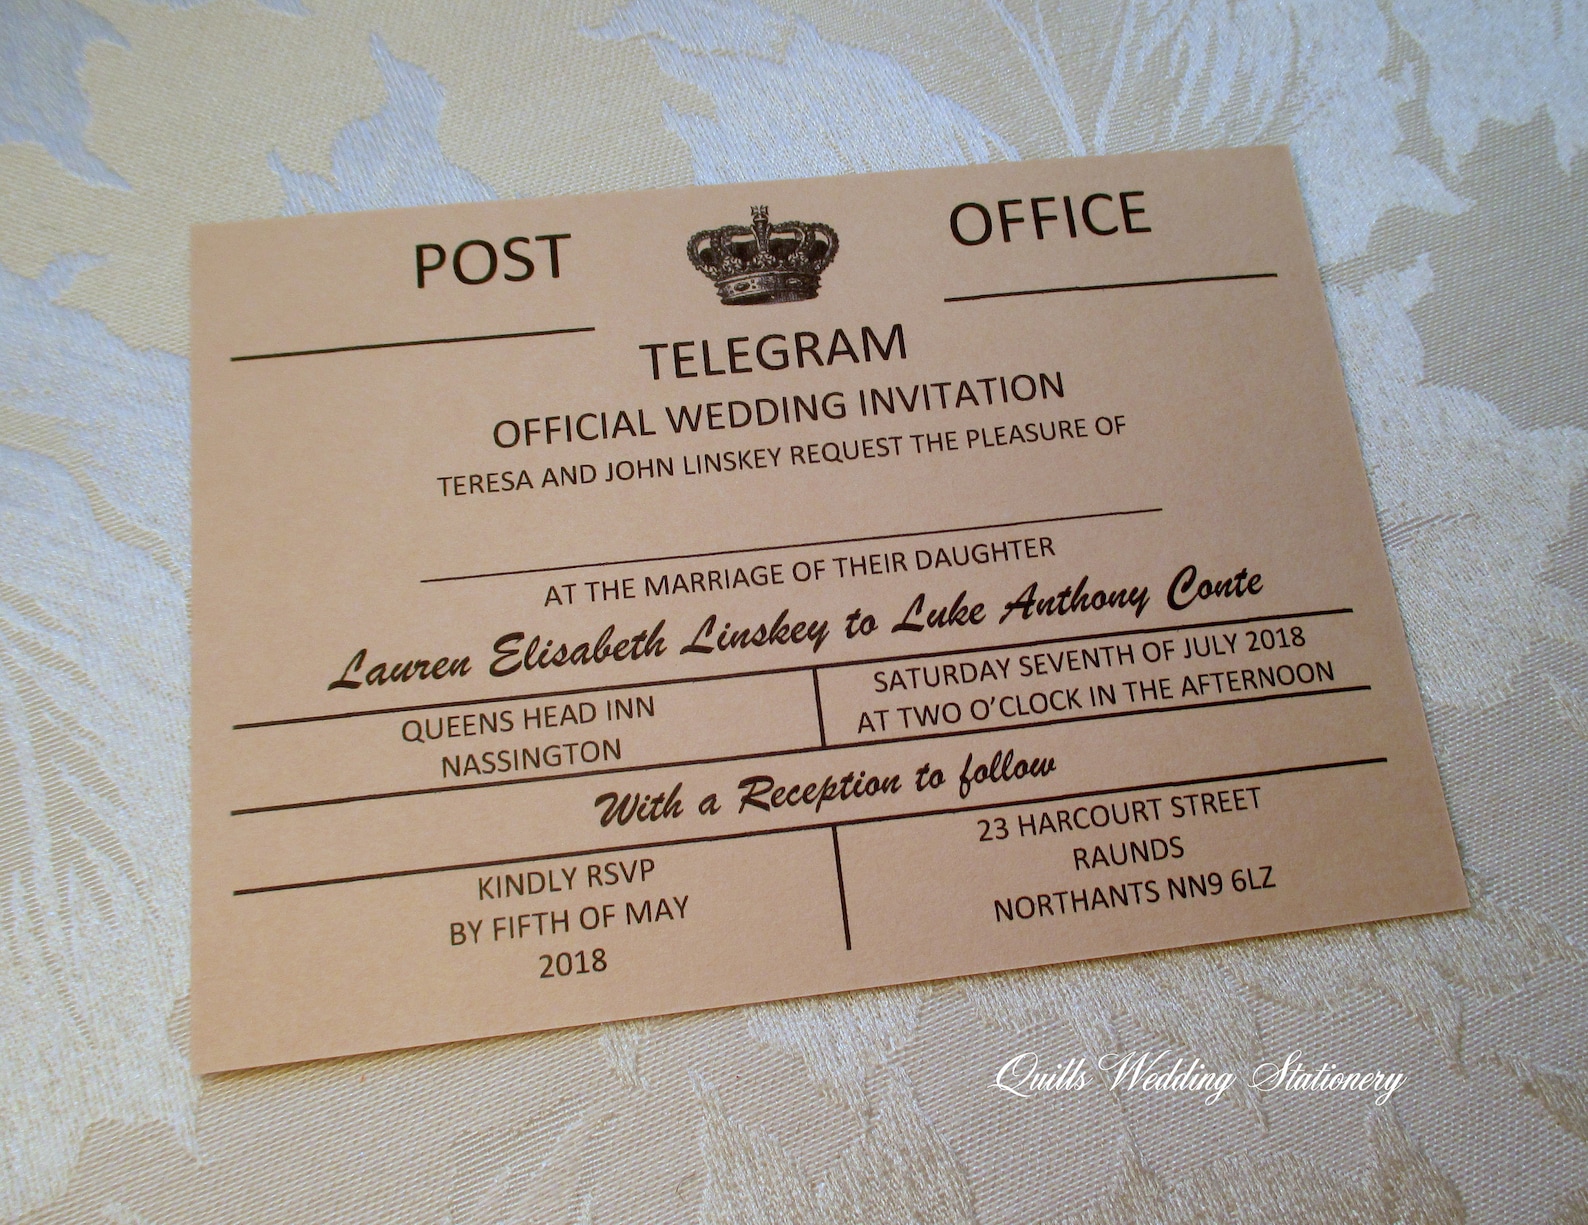 POST OFFICE
TELEGRAM
OFFICIAL WEDDING INVITATION
TERESA AND JOHN LINSKEY REQUEST THE PLEASURE OF
AT THE MARRIAGE OF THEIR DAUGHTER
Lauren Elisabeth Linskey to Luke Anthony Conte
QUEENS HEAD INN
NASSINGTON
SATURDAY SEVENTH OF JULY 2018
AT TWO O’CLOCK IN THE AFTERNOON
With a Reception to follow
KINDLY RSVP
BY FIFTH OF MAY
2018
23 HARCOURT STREET
RAUNDS
NORTHANTS NN9 6LZ
Quills Wedding Stationery